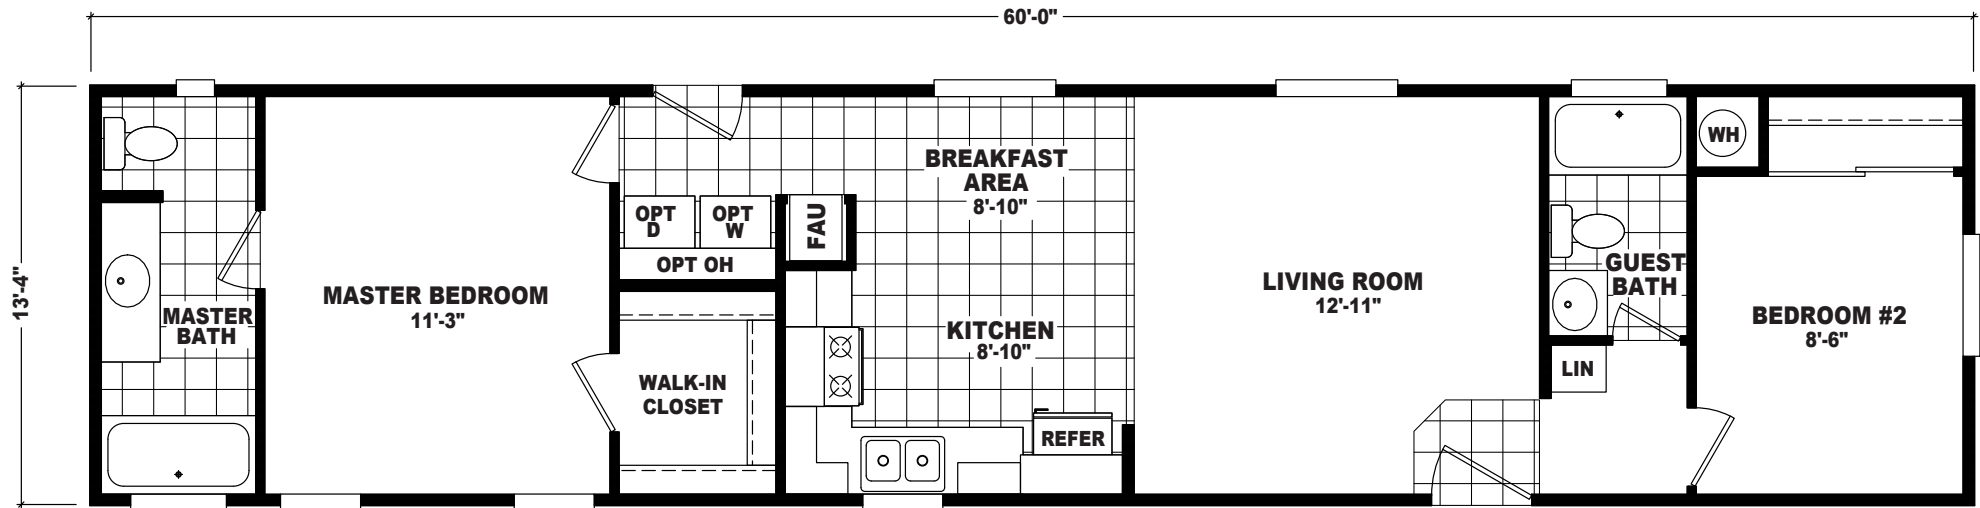 60'-0"
13'-4"
MASTER
BATH
MASTER BEDROOM
11'-3"
OPT
D
OPT
W
OPT OH
WALK-IN
CLOSET
FAU
BREAKFAST
AREA
8'-10"
KITCHEN
8'-10"
REFER
LIVING ROOM
12'-11"
GUEST
BATH
LIN
WH
BEDROOM #2
8'-6"